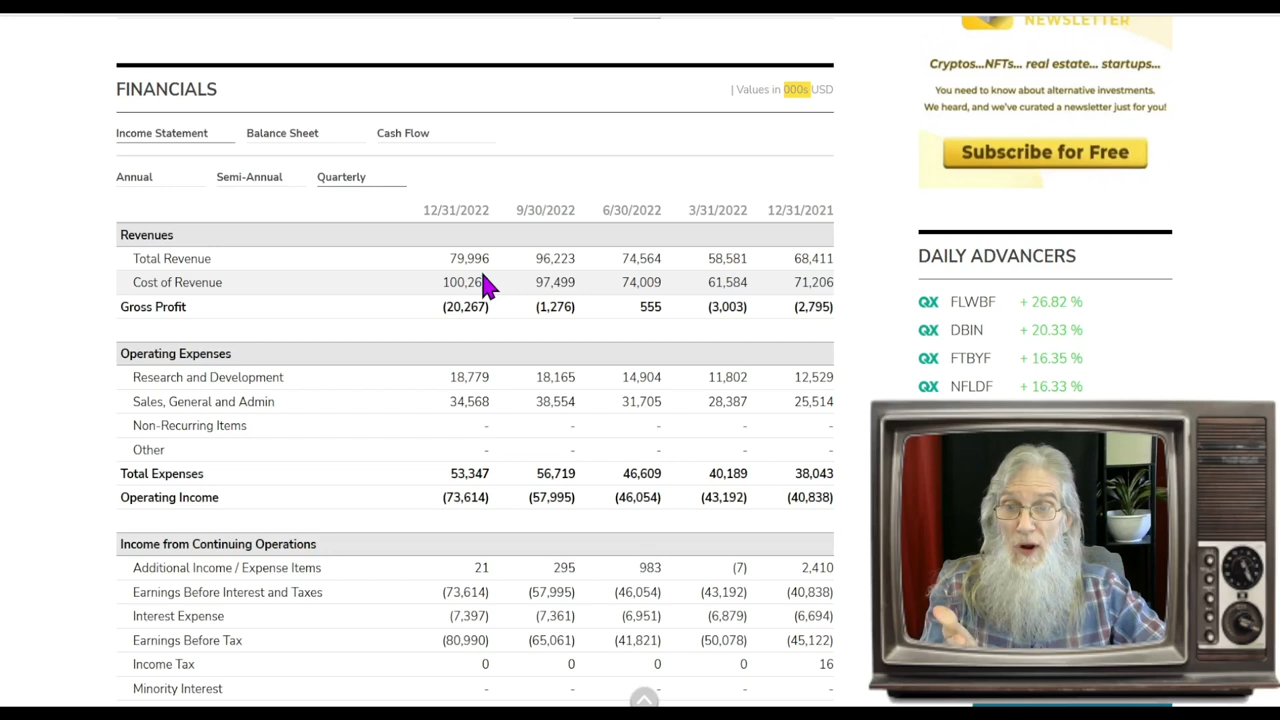 NEWSLETTER
Cryptos...NFTs... real estate... startups...
You need to know about alternative investments.
We heard, and we've curated a newsletter just for you!
Subscribe for Free
FINANCIALS
| Values in 000s USD
Income Statement Balance Sheet Cash Flow
Annual Semi-Annual Quarterly
12/31/2022 9/30/2022 6/30/2022 3/31/2022 12/31/2021
Revenues
Total Revenue 79,996 96,223 74,564 58,581 68,411
Cost of Revenue 97,499 74,009 61,584 71,206
Gross Profit (20,267) (1,276) 555 (3,003) (2,795)
Operating Expenses
Research and Development 18,779 18,165 14,904 11,802 12,529
Sales, General and Admin 34,568 38,554 31,705 28,387 25,514
Non-Recurring Items - - - - -
Other - - - - -
Total Expenses 53,347 56,719 46,609 40,189 38,043
Operating Income (73,614) (57,995) (46,054) (43,192) (40,838)
Income from Continuing Operations
Additional Income / Expense Items 21 295 983 (7) 2,410
Earnings Before Interest and Taxes (73,614) (57,995) (46,054) (43,192) (40,838)
Interest Expense (7,397) (7,361) (6,951) (6,879) (6,694)
Earnings Before Tax (80,990) (65,061) (41,821) (50,078) (45,122)
Income Tax 0 0 0 0 16
Minority Interest - - - - -
DAILY ADVANCERS
QX FLWBF + 26.82 %
QX DBIN + 20.33 %
QX FTBYF + 16.35 %
QX NFLDF + 16.33 %